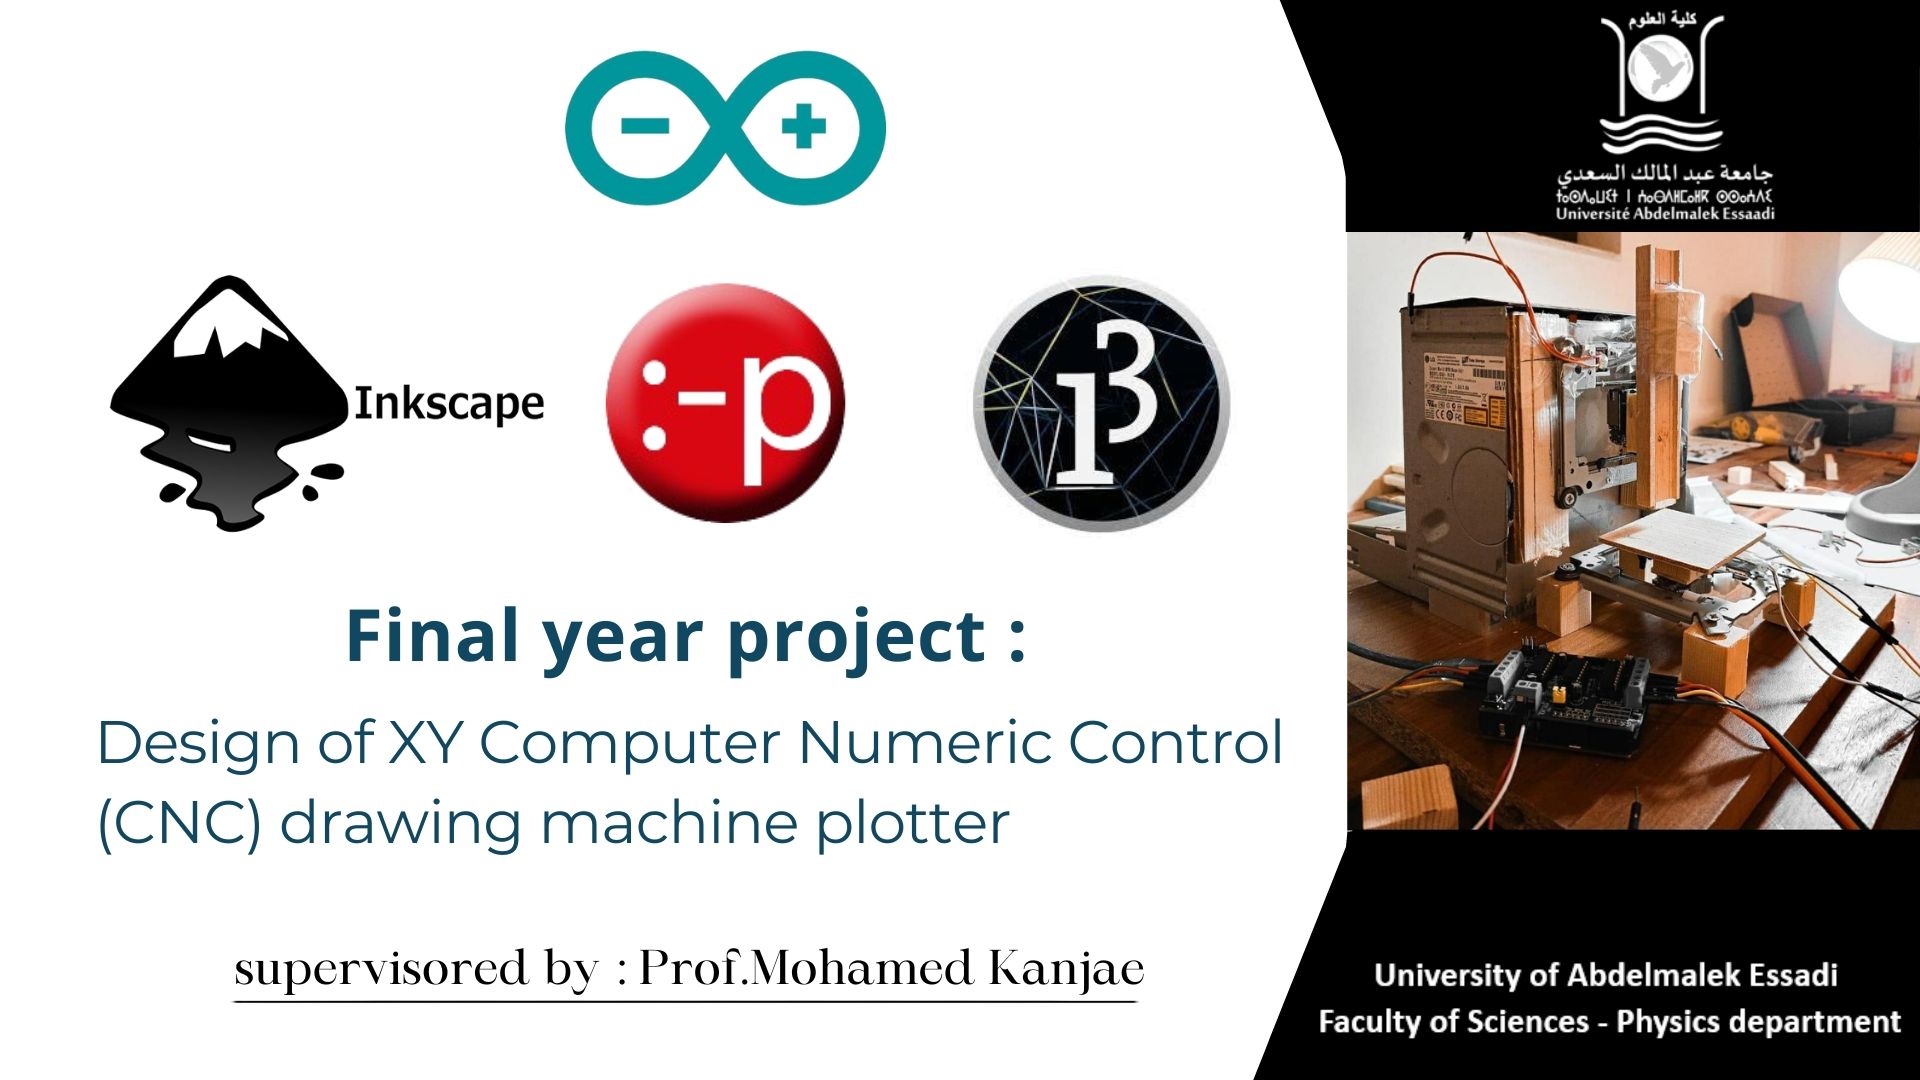 Inkscape
:-p
13
Final year project :
Design of XY Computer Numeric Control
(CNC) drawing machine plotter
supervisored by : Prof.Mohamed Kanjae
كلية العلوم
جامعة عبد المالك السعدي
Université Abdelmalek Essaadi
University of Abdelmalek Essadi
Faculty of Sciences - Physics department